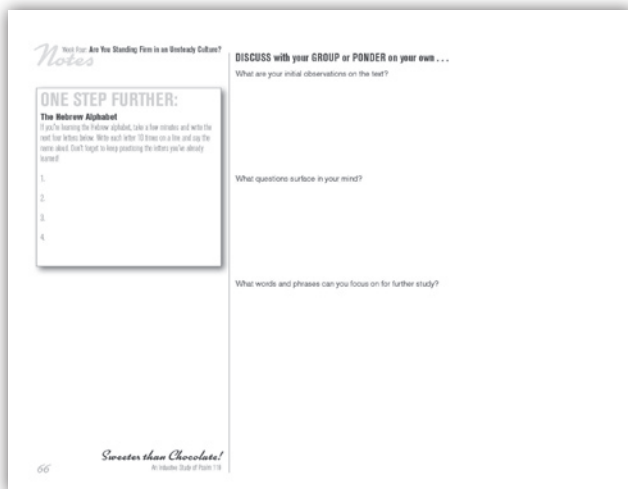 Notes
Week Four: Are You Standing Firm in an Unsteady Culture?
ONE STEP FURTHER:
The Hebrew Alphabet
If you're learning the Hebrew alphabet, take a few minutes and write the
next four letters below. Write each letter 10 times on a line and say the
name aloud. Don't forget to keep practicing the letters you've already
learned!
1.
2.
3.
4.
DISCUSS with your GROUP or PONDER on your own . . .
What are your initial observations on the text?
What questions surface in your mind?
What words and phrases can you focus on for further study?
66
Sweeter than Chocolate!
An Inductive Study of Psalm 119